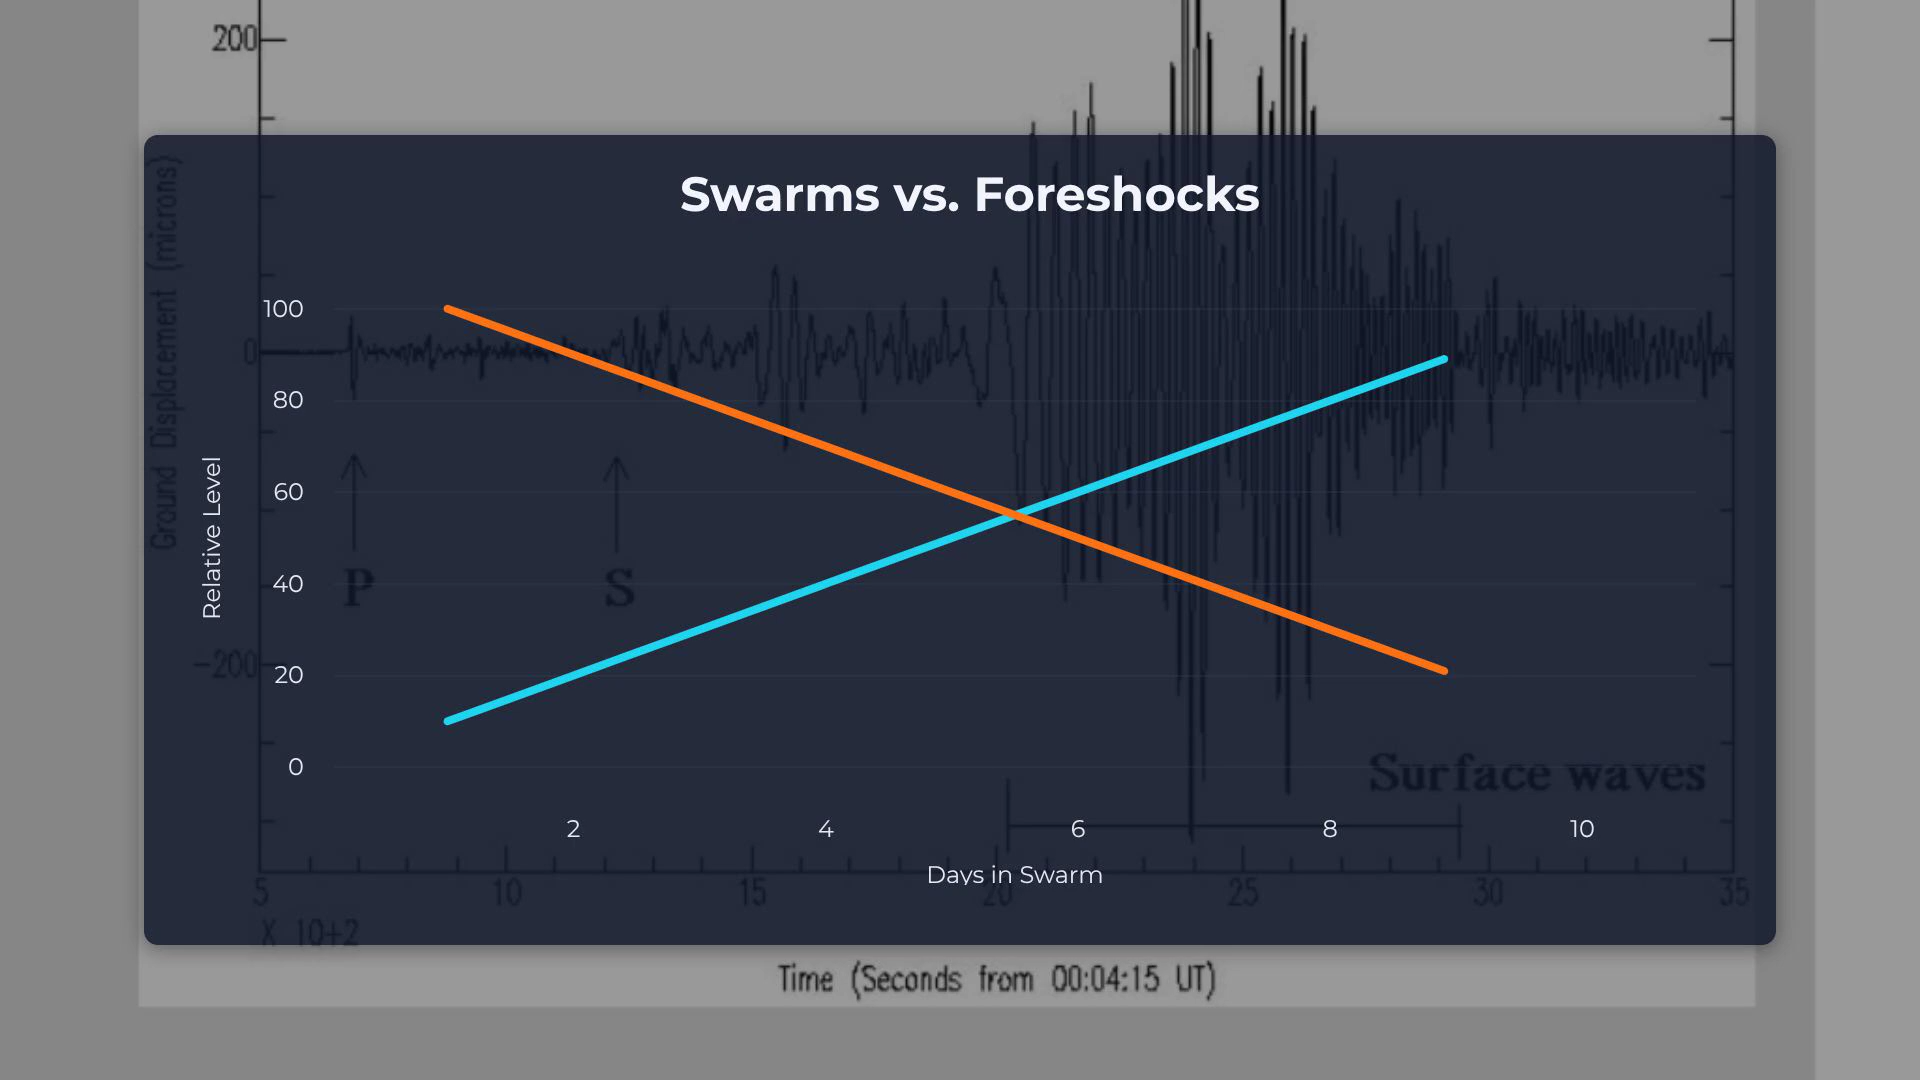 200
Swarms vs. Foreshocks
Ground Displacement (microns)
Relative Level
100
0
80
60
40
P
S
-200
20
0
Surface waves
2 4 6 8 10
Days in Swarm
5 10 15 20 25 30 35
X 10+2
Time (Seconds from 00:04:15 UT)